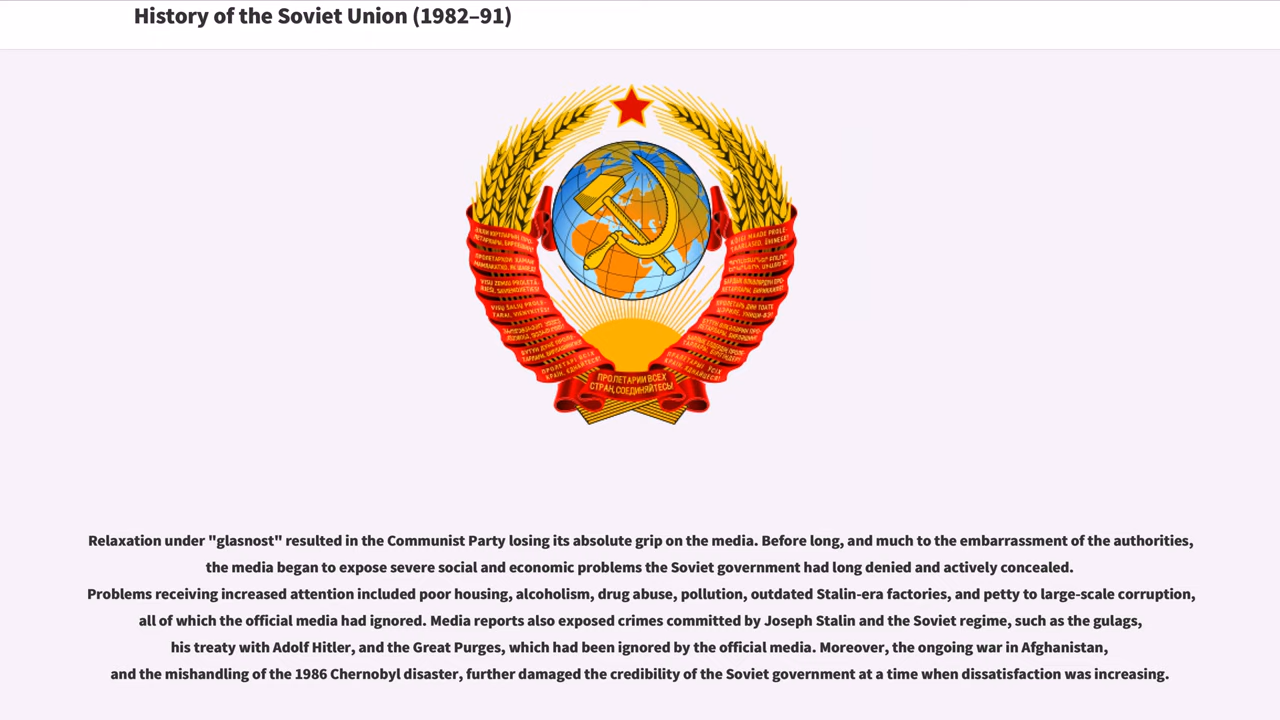 History of the Soviet Union (1982–91)
ПРОЛЕТАРИИ ВСЕХ
СТРАН, СОЕДИНЯЙТЕСЬ!
Relaxation under "glasnost" resulted in the Communist Party losing its absolute grip on the media. Before long, and much to the embarrassment of the authorities,
the media began to expose severe social and economic problems the Soviet government had long denied and actively concealed.
Problems receiving increased attention included poor housing, alcoholism, drug abuse, pollution, outdated Stalin-era factories, and petty to large-scale corruption,
all of which the official media had ignored. Media reports also exposed crimes committed by Joseph Stalin and the Soviet regime, such as the gulags,
his treaty with Adolf Hitler, and the Great Purges, which had been ignored by the official media. Moreover, the ongoing war in Afghanistan,
and the mishandling of the 1986 Chernobyl disaster, further damaged the credibility of the Soviet government at a time when dissatisfaction was increasing.